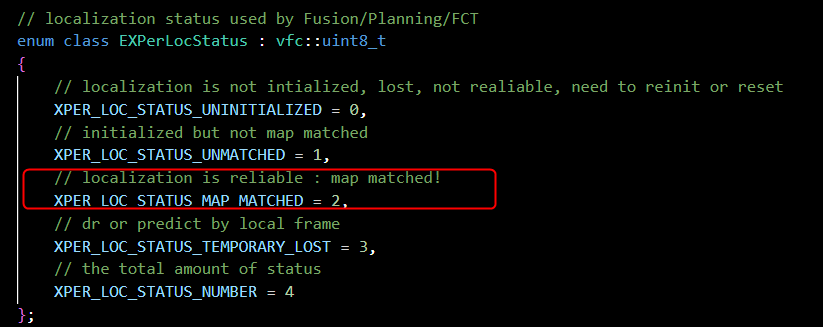 // localization status used by Fusion/Planning/FCT
enum class EXPerLocStatus : vfc::uint8_t
{
// localization is not intialized, lost, not realiable, need to reinit or reset
XPER_LOC_STATUS_UNINITIALIZED = 0,
// initialized but not map matched
XPER_LOC_STATUS_UNMATCHED = 1,
// localization is reliable : map matched!
XPER_LOC_STATUS_MAP_MATCHED = 2,
// dr or predict by local frame
XPER_LOC_STATUS_TEMPORARY_LOST = 3,
// the total amount of status
XPER_LOC_STATUS_NUMBER = 4
};